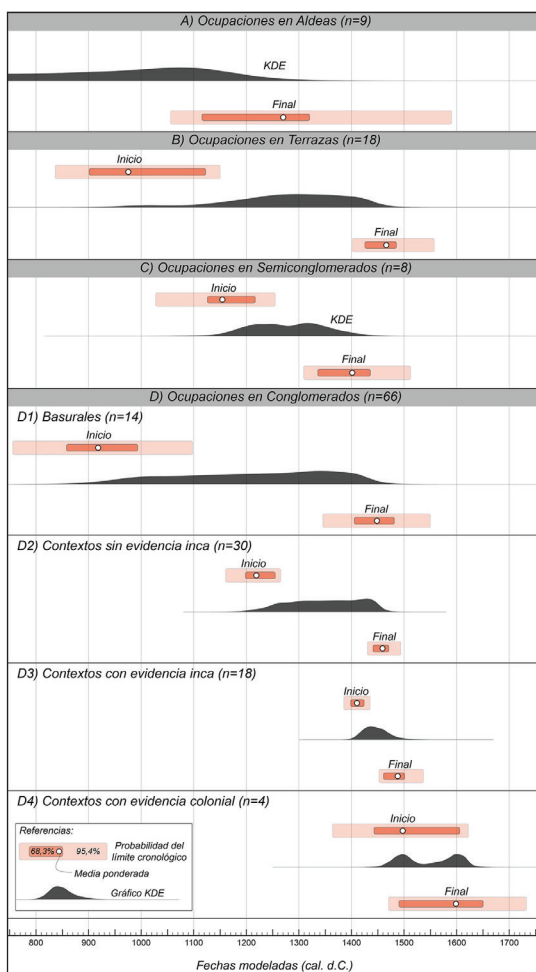 A) Ocupaciones en Aldeas (n=9)
KDE
Final
B) Ocupaciones en Terrazas (n=18)
Inicio
Final
C) Ocupaciones en Semiconglomerados (n=8)
Inicio
KDE
Final
D) Ocupaciones en Conglomerados (n=66)
D1) Basurales (n=14)
Inicio
Final
D2) Contextos sin evidencia inca (n=30)
Inicio
Final
D3) Contextos con evidencia inca (n=18)
Inicio
Final
D4) Contextos con evidencia colonial (n=4)
Inicio
Referencias:
68,3% 95,4% Probabilidad del
límite cronológico
Media ponderada
Gráfico KDE
Final
800 900 1000 1100 1200 1300 1400 1500 1600 1700
Fechas modeladas (cal. d.C.)